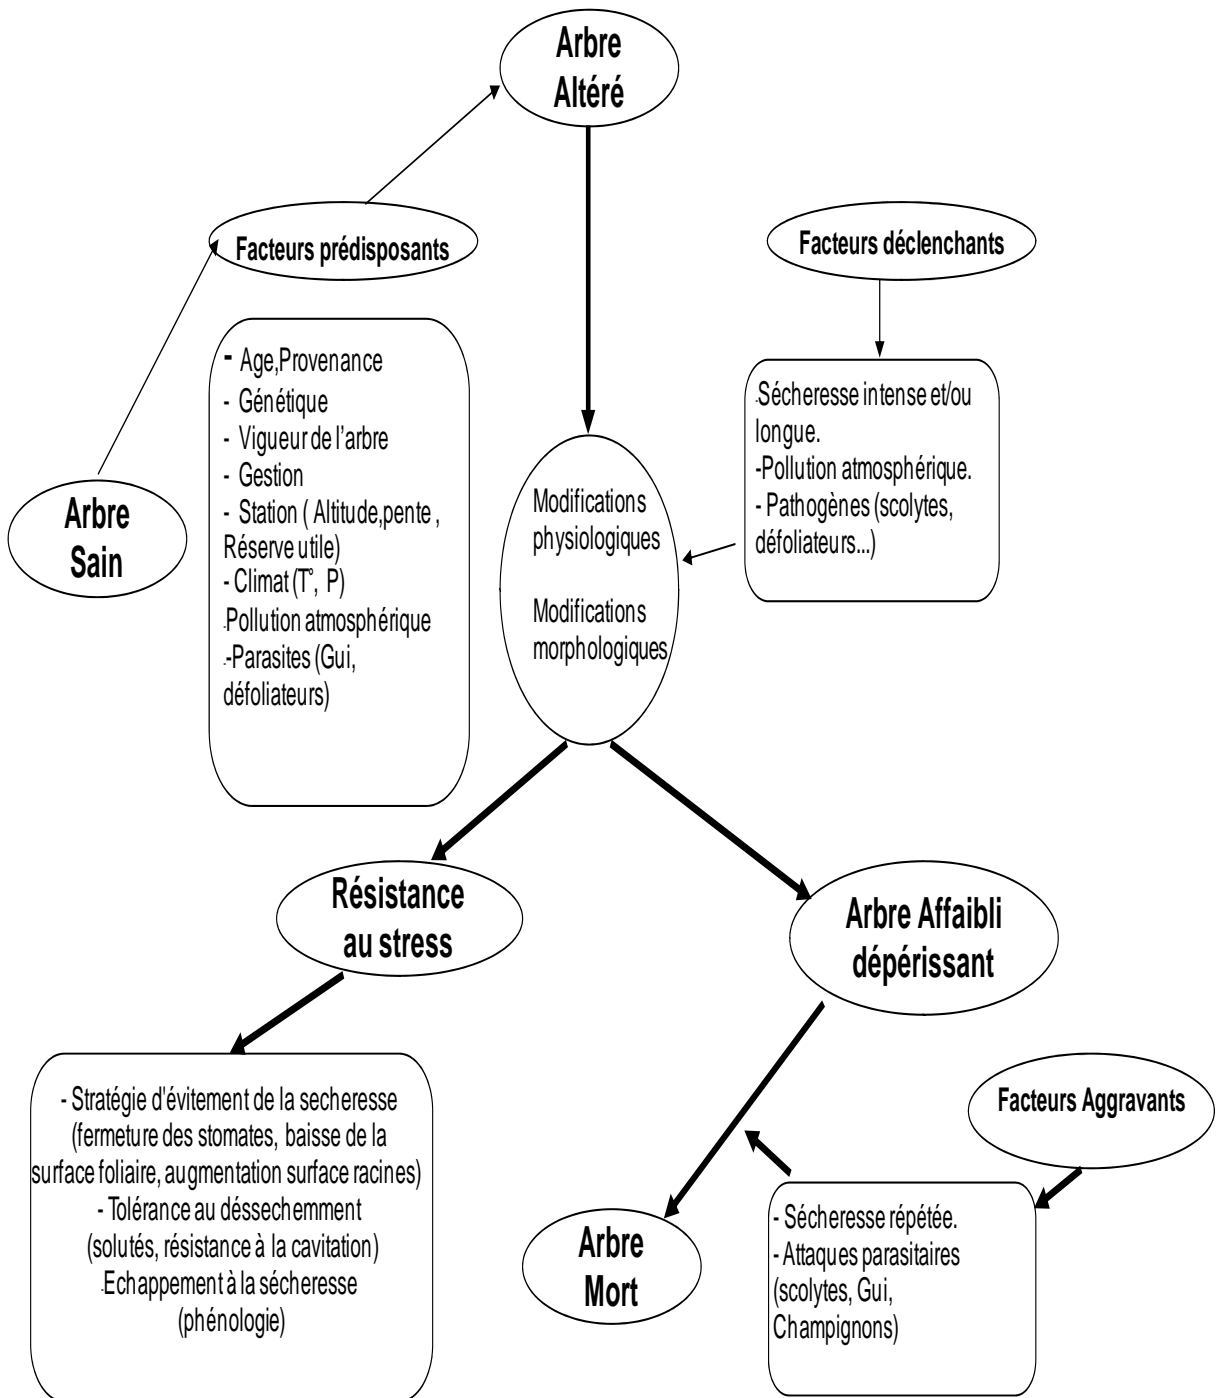 Arbre
Altéré
Facteurs prédisposants
Facteurs déclenchants
- Age,Provenance
- Génétique
- Vigueur de l'arbre
- Gestion
- Station ( Altitude,pente ,
Réserve utile)
- Climat (T°, P)
-Pollution atmosphérique
--Parasites (Gui,
défoliateurs)
-Sécheresse intense et/ou
longue.
-Pollution atmosphérique.
- Pathogènes (scolytes,
défoliateurs...)
Arbre
Sain
Modifications
physiologiques
Modifications
morphologiques
Résistance
au stress
Arbre Affaibli
dépérissant
- Stratégie d'évitement de la secheresse
(fermeture des stomates, baisse de la
surface foliaire, augmentation surface racines)
- Tolérance au déssechemment
(solutés, résistance à la cavitation)
-Echappement à la sécheresse
(phénologie)
Facteurs Aggravants
- Sécheresse répétée.
- Attaques parasitaires
(scolytes, Gui,
Champignons)
Arbre
Mort